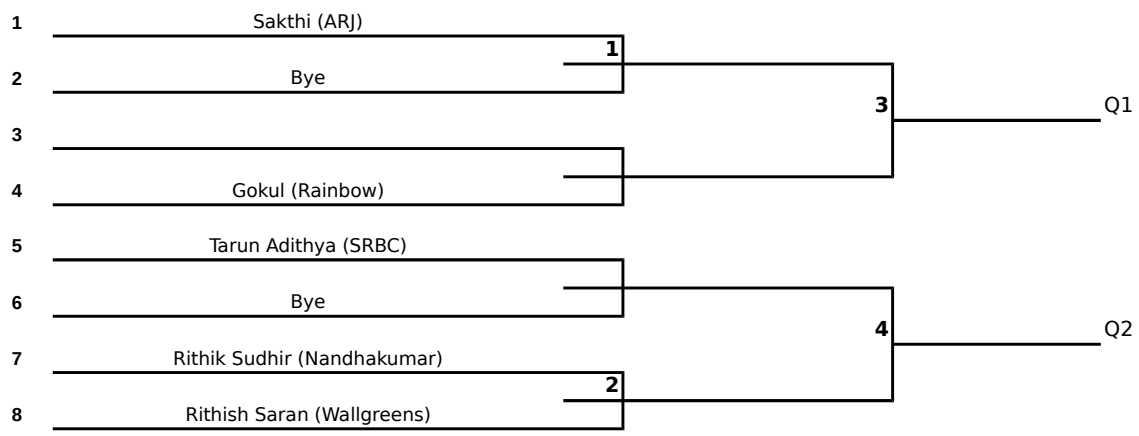 1 Sakthi (ARJ)
1
2 Bye
3 Q1
3
4 Gokul (Rainbow)
5 Tarun Adithya (SRBC)
6 Bye
4 Q2
7 Rithik Sudhir (Nandhakumar)
2
8 Rithish Saran (Wallgreens)